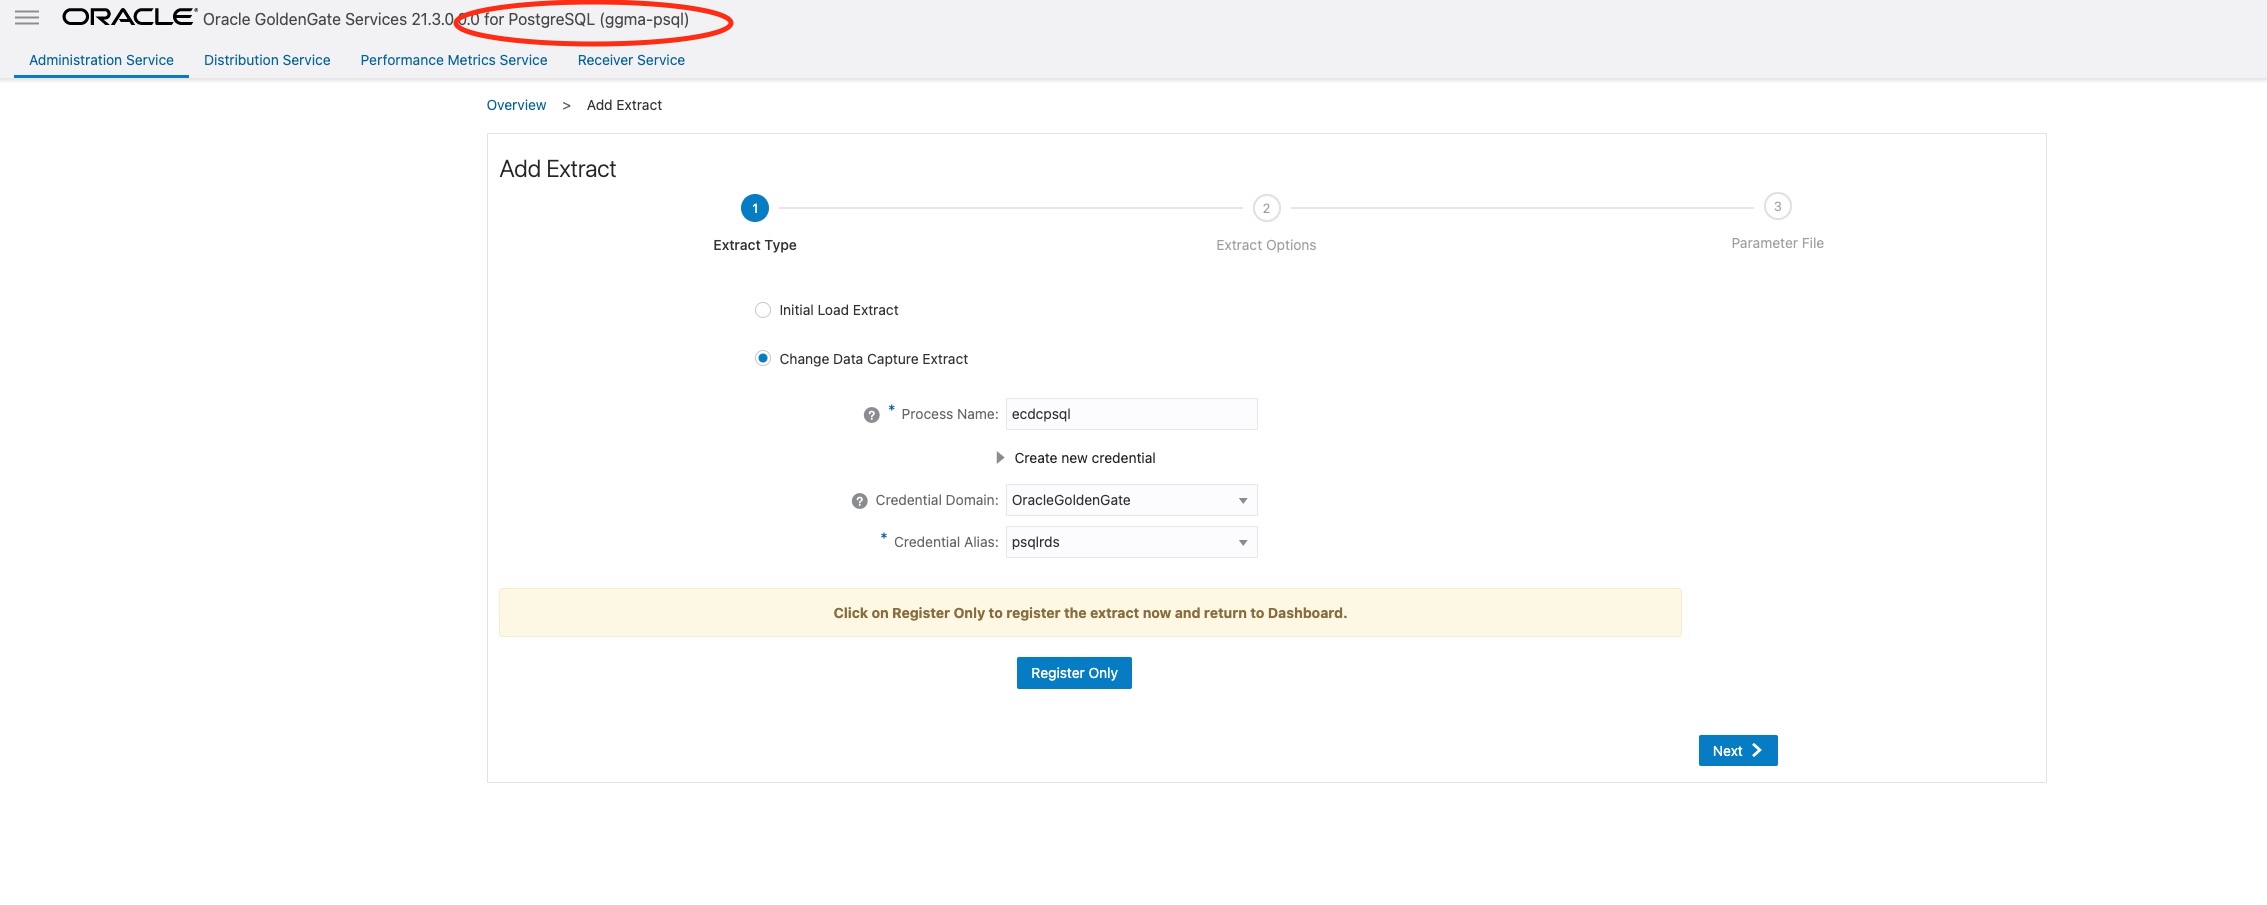 ORACLE® Oracle GoldenGate Services 21.3.0.0.0 for PostgreSQL (ggma-psql)
Administration Service Distribution Service Performance Metrics Service Receiver Service
Overview > Add Extract
Add Extract
1 2 3
Extract Type Extract Options Parameter File
Initial Load Extract
Change Data Capture Extract
? * Process Name: ecdcpsql
Create new credential
? Credential Domain: OracleGoldenGate
* Credential Alias: psqlrds
Click on Register Only to register the extract now and return to Dashboard.
Register Only
Next